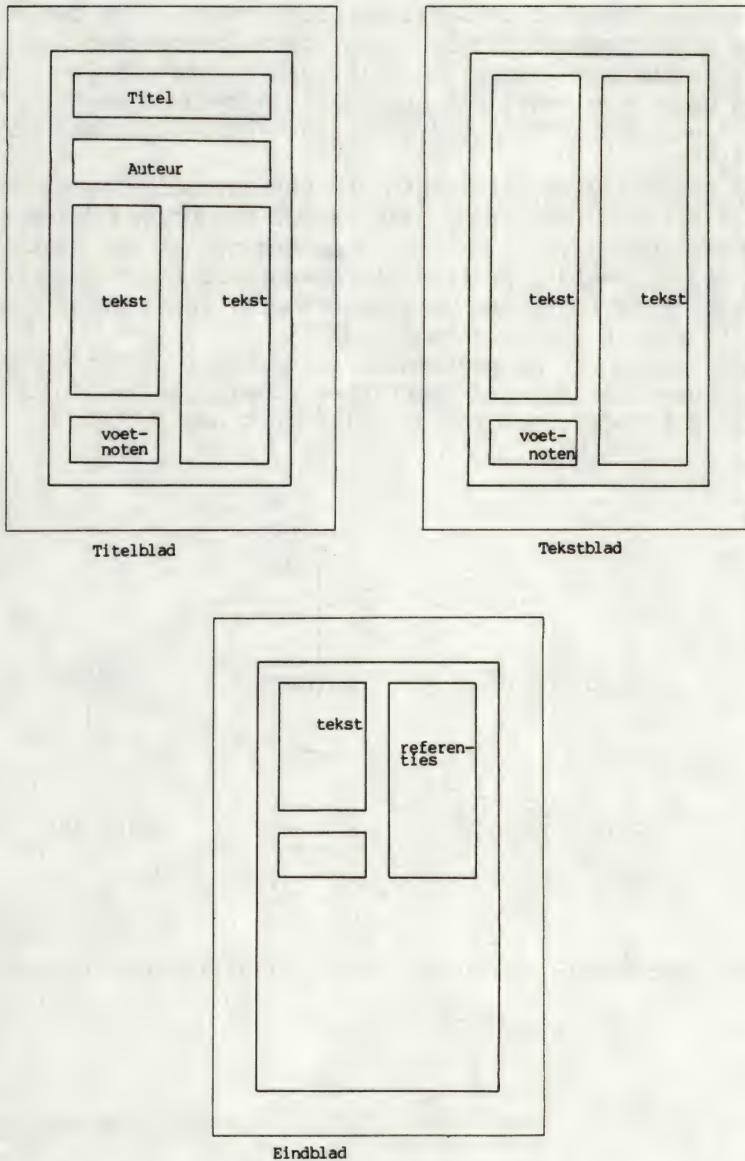 Titel
Auteur
tekst
tekst
voet-
noten
Titelblad
tekst
tekst
voet-
noten
Tekstblad
tekst
referen-
ties
Eindblad